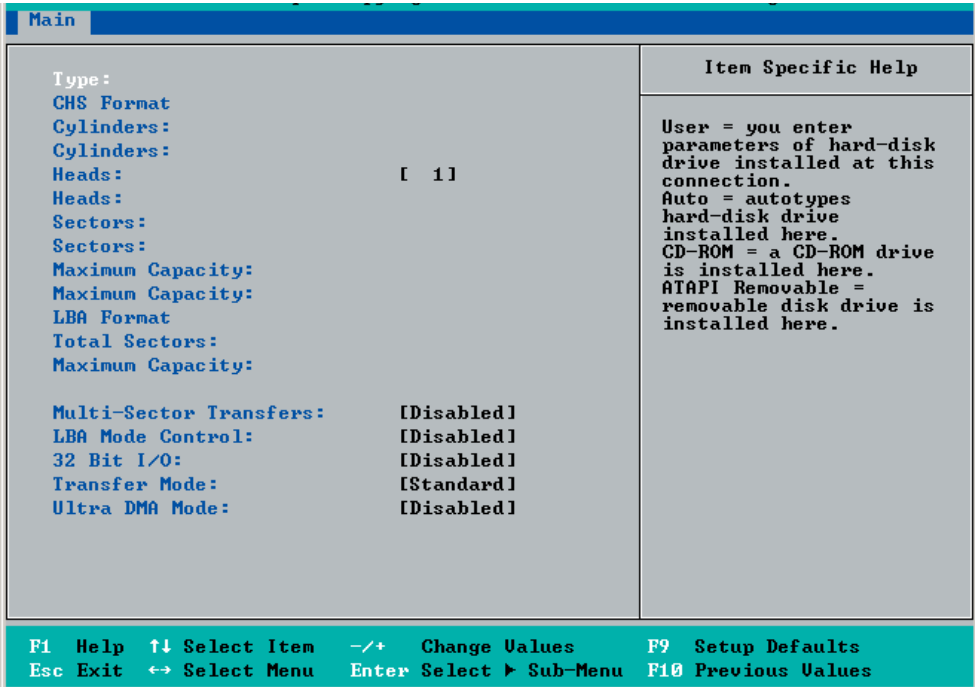 Main
Type:
CHS Format
Cylinders:
Cylinders:
Heads: [ 1]
Heads:
Sectors:
Sectors:
Maximum Capacity:
Maximum Capacity:
LBA Format
Total Sectors:
Maximum Capacity:
Multi-Sector Transfers: [Disabled]
LBA Mode Control: [Disabled]
32 Bit I/O: [Disabled]
Transfer Mode: [Standard]
Ultra DMA Mode: [Disabled]
Item Specific Help
User = you enter
parameters of hard-disk
drive installed at this
connection.
Auto = autotypes
hard-disk drive
installed here.
CD-ROM = a CD-ROM drive
is installed here.
ATAPI Removable =
removable disk drive is
installed here.
F1 Help ↑↓ Select Item -/+ Change Values F9 Setup Defaults
Esc Exit ↔ Select Menu Enter Select ▶ Sub-Menu F10 Previous Values